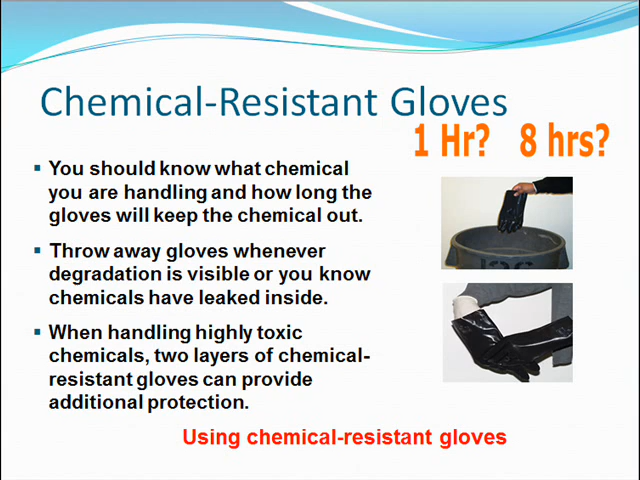 Chemical-Resistant Gloves
1 Hr? 8 hrs?
You should know what chemical
you are handling and how long the
gloves will keep the chemical out.
Throw away gloves whenever
degradation is visible or you know
chemicals have leaked inside.
When handling highly toxic
chemicals, two layers of chemical-
resistant gloves can provide
additional protection.
Using chemical-resistant gloves